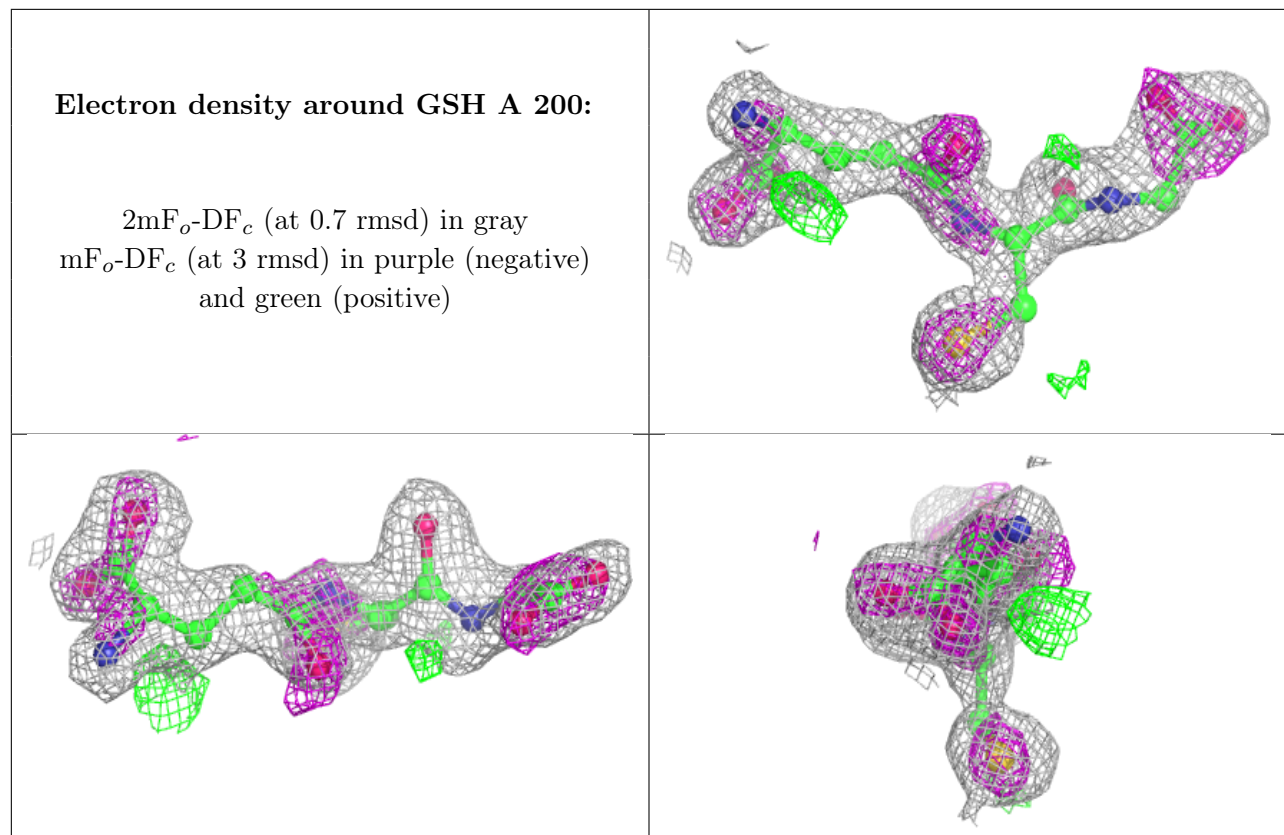 Electron density around GSH A 200:
2mFₒ-DF𝒸 (at 0.7 rmsd) in gray
mFₒ-DF𝒸 (at 3 rmsd) in purple (negative)
and green (positive)